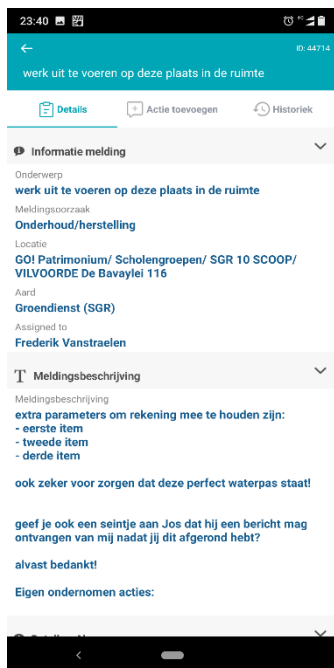 23:40
ID: 44714
werk uit te voeren op deze plaats in de ruimte
Details
Actie toevoegen
Historiek
Informatie melding
Onderwerp
werk uit te voeren op deze plaats in de ruimte
Meldingsoorzaak
Onderhoud/herstelling
Locatie
GO! Patrimonium/ Scholengroepen/ SGR 10 SCOOP/
VILVOORDE De Bavaylei 116
Aard
Groendienst (SGR)
Assigned to
Frederik Vanstraelen
Meldingsbeschrijving
Meldingsbeschrijving
extra parameters om rekening mee te houden zijn:
- eerste item
- tweede item
- derde item
ook zeker voor zorgen dat deze perfect waterpas staat!
geef je ook een seintje aan Jos dat hij een bericht mag
ontvangen van mij nadat jij dit afgerond hebt?
alvast bedankt!
Eigen ondernomen acties: